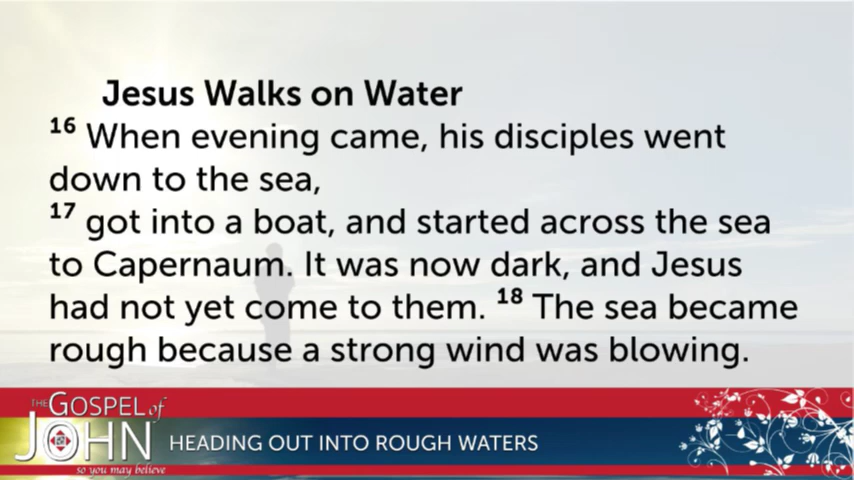 Jesus Walks on Water
16 When evening came, his disciples went
down to the sea,
17 got into a boat, and started across the sea
to Capernaum. It was now dark, and Jesus
had not yet come to them. 18 The sea became
rough because a strong wind was blowing.
THE GOSPEL of
JOHN
so you may believe
HEADING OUT INTO ROUGH WATERS